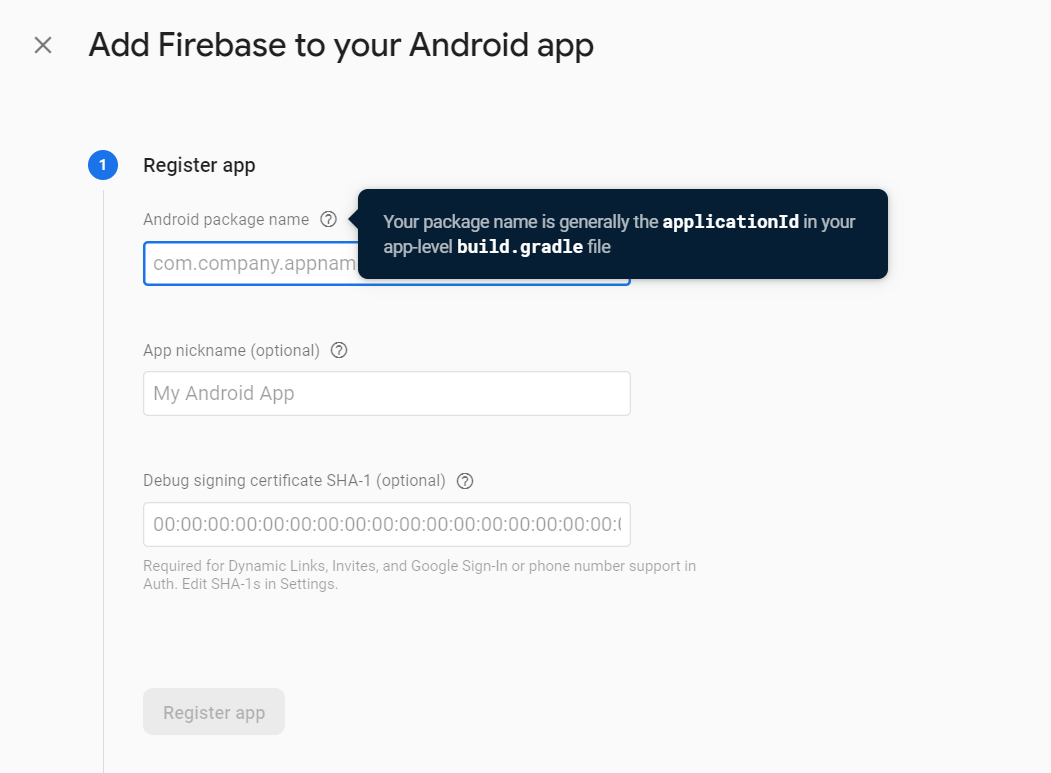 Add Firebase to your Android app
1
Register app
Android package name
Your package name is generally the applicationId in your
app-level build.gradle file
com.company.appnam
App nickname (optional)
My Android App
Debug signing certificate SHA-1 (optional)
00:00:00:00:00:00:00:00:00:00:00:00:00:00:00:00:00:
Required for Dynamic Links, Invites, and Google Sign-In or phone number support in
Auth. Edit SHA-1s in Settings.
Register app